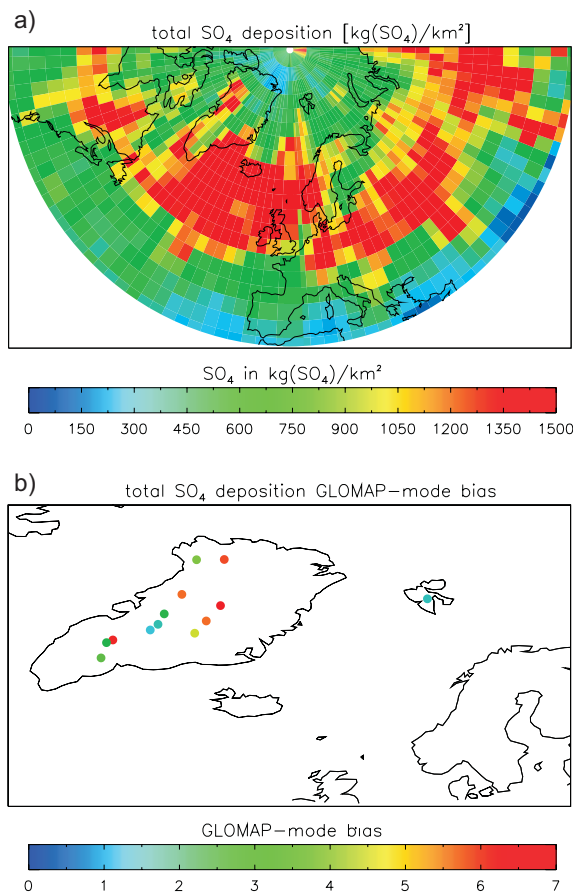 a)
total SO₄ deposition [kg(SO₄)/km²]
SO₄ in kg(SO₄)/km²
0 150 300 450 600 750 900 1050 1200 1350 1500
b)
total SO₄ deposition GLOMAP–mode bias
GLOMAP–mode bias
0 1 2 3 4 5 6 7